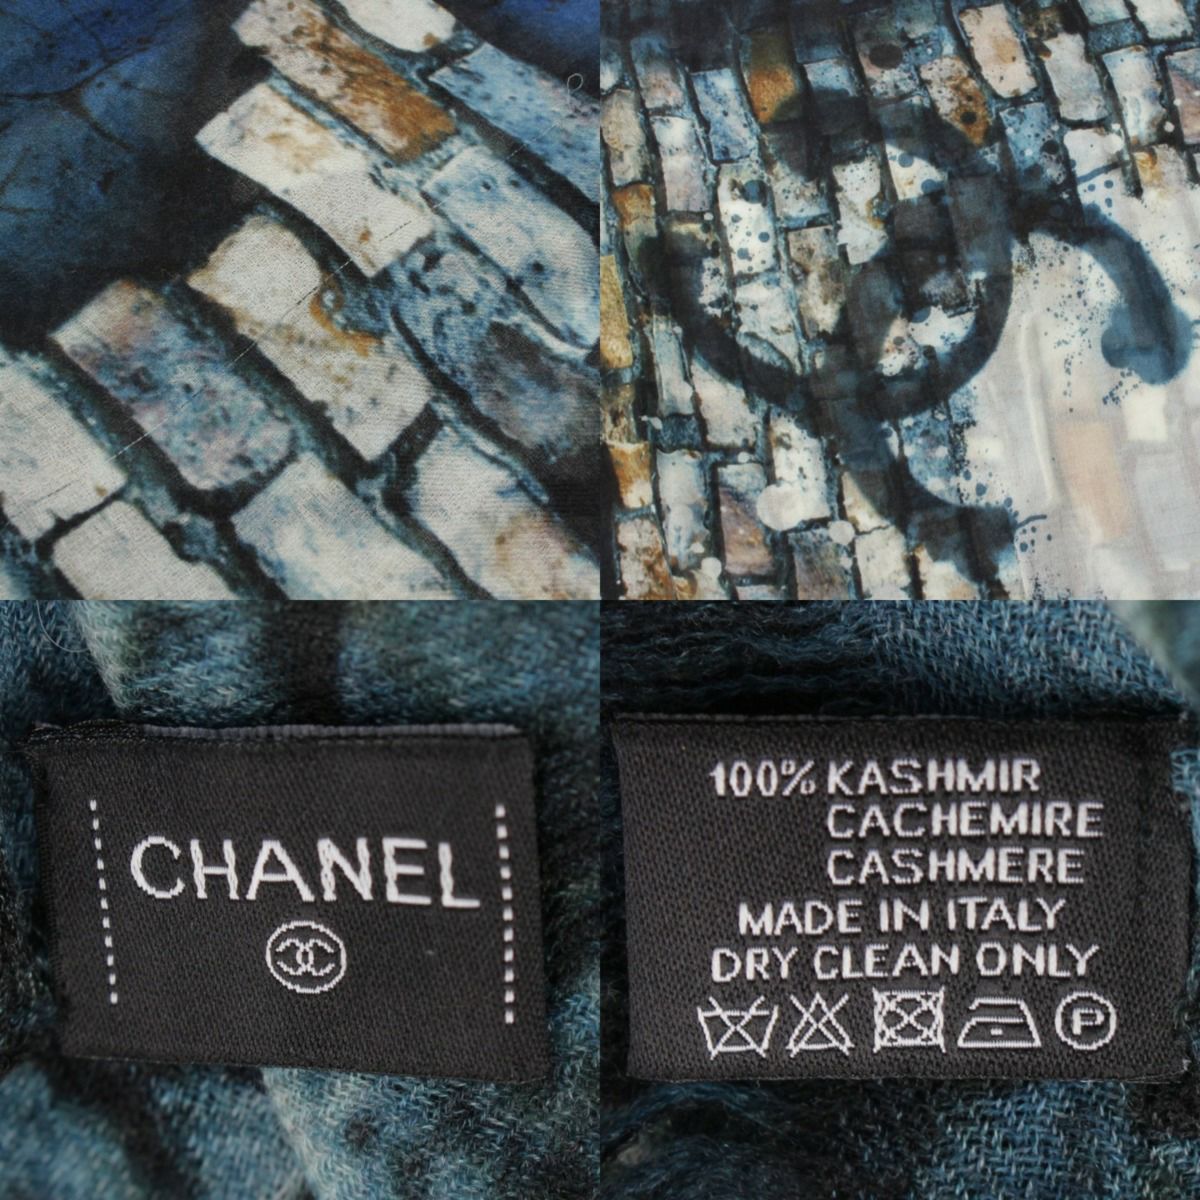 CHANEL
100% KASHMIR
CACHEMIRE
CASHMERE
MADE IN ITALY
DRY CLEAN ONLY
P